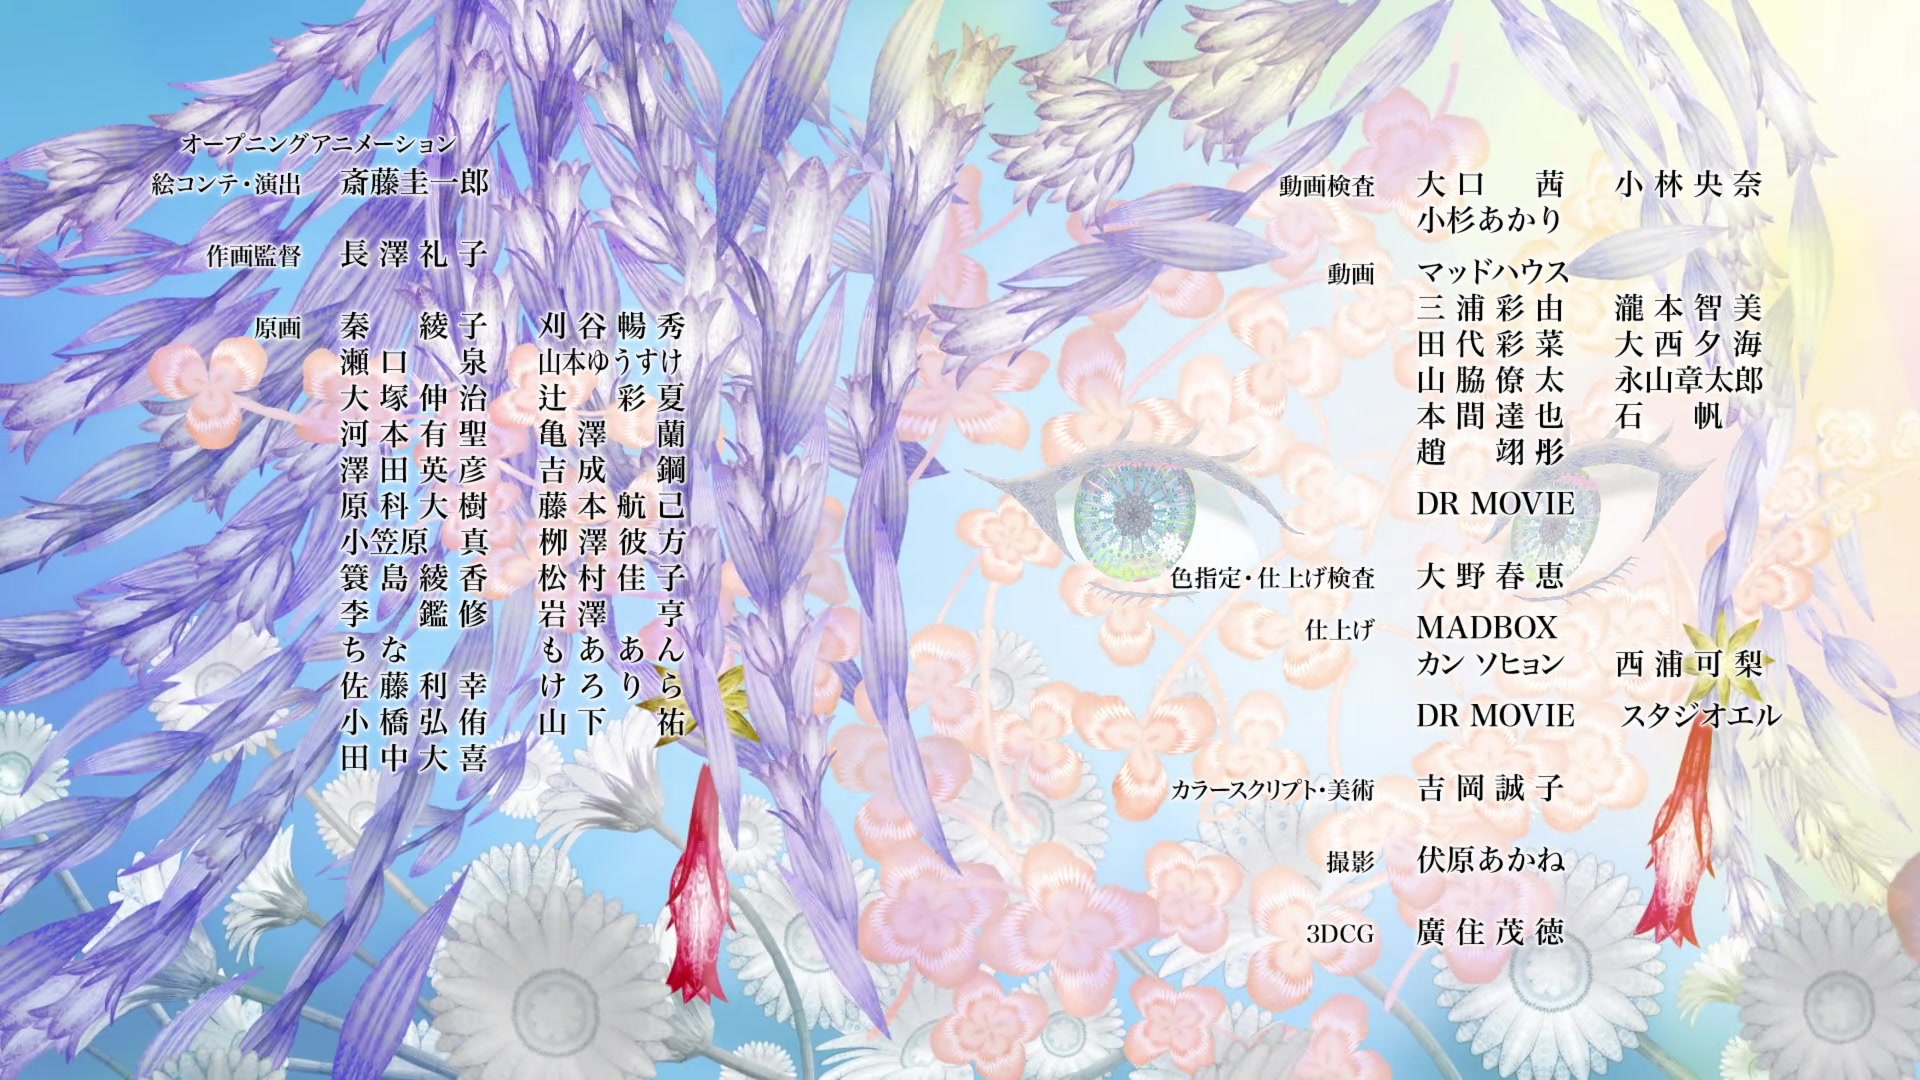 オープニングアニメーション
絵コンテ・演出 斎藤圭一郎
作画監督 長澤礼子
原画 秦綾子 刈谷暢秀
瀬口泉 山本ゆうすけ
大塚伸治 辻彩夏
河本有聖 亀澤蘭
澤田英彦 吉成鋼
原科大樹 藤本航己
小笠原真 栁澤彼方
簑島綾香 松村佳子
李鑑修 岩澤亨
ちな もああん
佐藤利幸 けろりら
小橋弘侑 山下祐
田中大喜
動画検査 大口茜 小林央奈
小杉あかり
動画 マッドハウス
三浦彩由 瀧本智美
田代彩菜 大西夕海
山脇僚太 永山章太郎
本間達也 石帆
趙翊彤
DR MOVIE
色指定・仕上げ検査 大野春恵
仕上げ MADBOX
カン ソヒョン 西浦可梨
DR MOVIE スタジオエル
カラースクリプト・美術 吉岡誠子
撮影 伏原あかね
3DCG 廣住茂徳